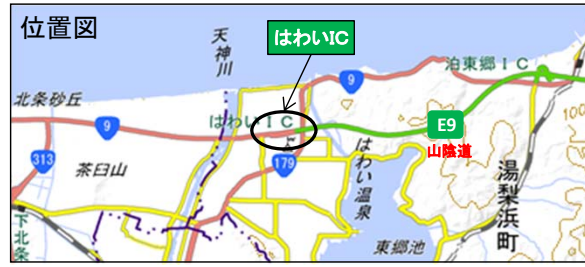 位置図
はわいIC
天神川
9
泊東郷IC
北条砂丘
はわいIC
9
E9
山陰道
313
茶臼山
179
はわい温泉
湯梨浜町
下北条
東郷池